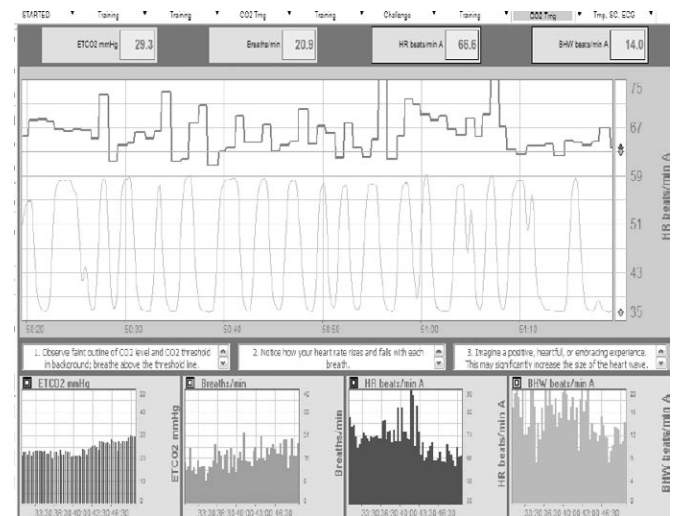 STARTED Training Training CO2 Trng Training Challenge Training CO2 Trng Tmp. SC. ECG
ETCO2 mmHg 29.3 Breaths/min 20.9 HR beats/min A 66.6 BHW beats/min A 14.0
75
67
59
51
43
35
HR beats/min A
50:20 50:30 50:40 50:50 51:00 51:10
1. Observe faint outline of CO2 level and CO2 threshold
in background; breathe above the threshold line.
2. Notice how your heart rate rises and falls with each
breath.
3. Imagine a positive, heartful, or embracing experience.
This may significantly increase the size of the heart wave.
ETCO2 mmHg Breaths/min HR beats/min A BHW beats/min A
ETCO2 mmHg
Breaths/min
HR beats/min A
BHW beats/min A